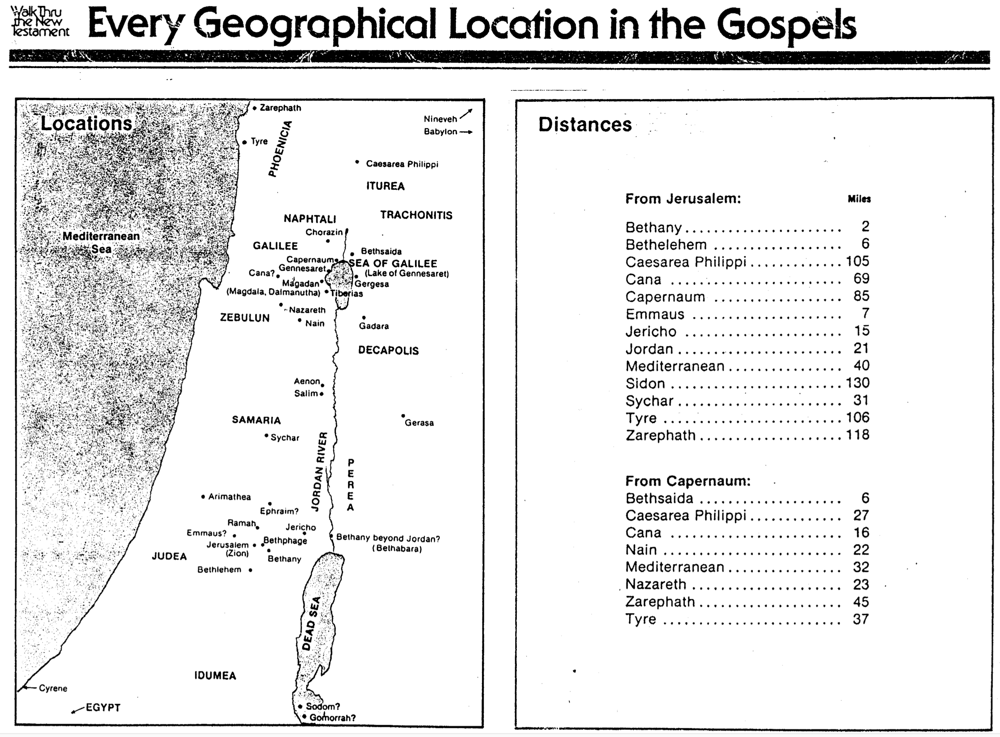 Walk Thru
the New
Testament
Every Geographical Location in the Gospels
Locations
Zarephath
Tyre
PHOENICIA
Nineveh
Babylon
Caesarea Philippi
ITUREA
TRACHONITIS
NAPHTALI
Chorazin
Mediterranean
Sea
GALILEE
Bethsaida
Capernaum
SEA OF GALILEE
(Lake of Gennesaret)
Gennesaret
Cana?
Magadan
(Magdala, Dalmanutha)
Gergesa
Tiberias
Nazareth
ZEBULUN
Nain
Gadara
DECAPOLIS
Aenon
Salim
SAMARIA
Gerasa
Sychar
JORDAN RIVER
PEREA
Arimathea
Ephraim?
Ramah
Jericho
Emmaus?
Bethphage
Bethany beyond Jordan?
(Bethabara)
Jerusalem
(Zion)
JUDEA
Bethany
Bethlehem
DEAD SEA
IDUMEA
Cyrene
EGYPT
Sodom?
Gomorrah?
Distances
From Jerusalem: Miles
Bethany...................... 2
Bethelehem .................. 6
Caesarea Philippi............. 105
Cana ........................ 69
Capernaum .................. 85
Emmaus ..................... 7
Jericho ...................... 15
Jordan ....................... 21
Mediterranean................ 40
Sidon ........................ 130
Sychar ....................... 31
Tyre ......................... 106
Zarephath.................... 118
From Capernaum:
Bethsaida .................... 6
Caesarea Philippi............. 27
Cana ........................ 16
Nain ......................... 22
Mediterranean................ 32
Nazareth ..................... 23
Zarephath.................... 45
Tyre ......................... 37